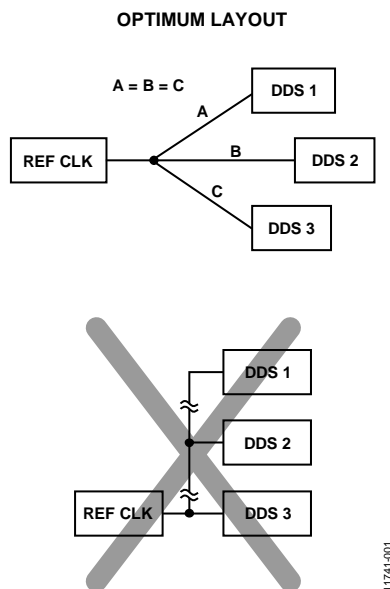 OPTIMUM LAYOUT
A = B = C
DDS 1
A
REF CLK
B
DDS 2
C
DDS 3
DDS 1
DDS 2
REF CLK
DDS 3
11741-001